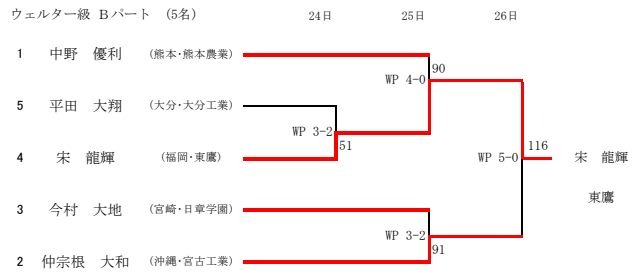 ウェルター級 Bパート (5名) 24日 25日 26日
1 中野 優利 (熊本・熊本農業)
90
WP 4-0
5 平田 大翔 (大分・大分工業)
WP 3-2
51
4 宋 龍輝 (福岡・東鷹)
WP 5-0
116
宋 龍輝
東鷹
3 今村 大地 (宮崎・日章学園)
WP 3-2
91
2 仲宗根 大和 (沖縄・宮古工業)